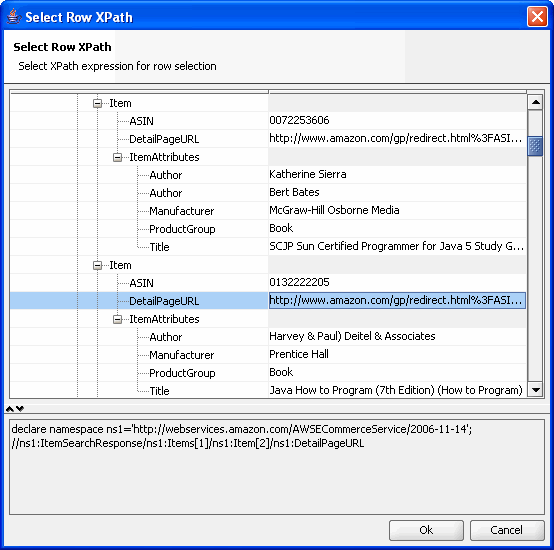 Select Row XPath
Select Row XPath
Select XPath expression for row selection
Item
ASIN 0072253606
DetailPageURL http://www.amazon.com/gp/redirect.html%3FASI...
ItemAttributes
Author Katherine Sierra
Author Bert Bates
Manufacturer McGraw-Hill Osborne Media
ProductGroup Book
Title SCJP Sun Certified Programmer for Java 5 Study G...
Item
ASIN 0132222205
DetailPageURL http://www.amazon.com/gp/redirect.html%3FASI...
ItemAttributes
Author Harvey & Paul) Deitel & Associates
Manufacturer Prentice Hall
ProductGroup Book
Title Java How to Program (7th Edition) (How to Program)
declare namespace ns1='http://webservices.amazon.com/AWSECommerceService/2006-11-14';
//ns1:ItemSearchResponse/ns1:Items[1]/ns1:Item[2]/ns1:DetailPageURL
Ok Cancel